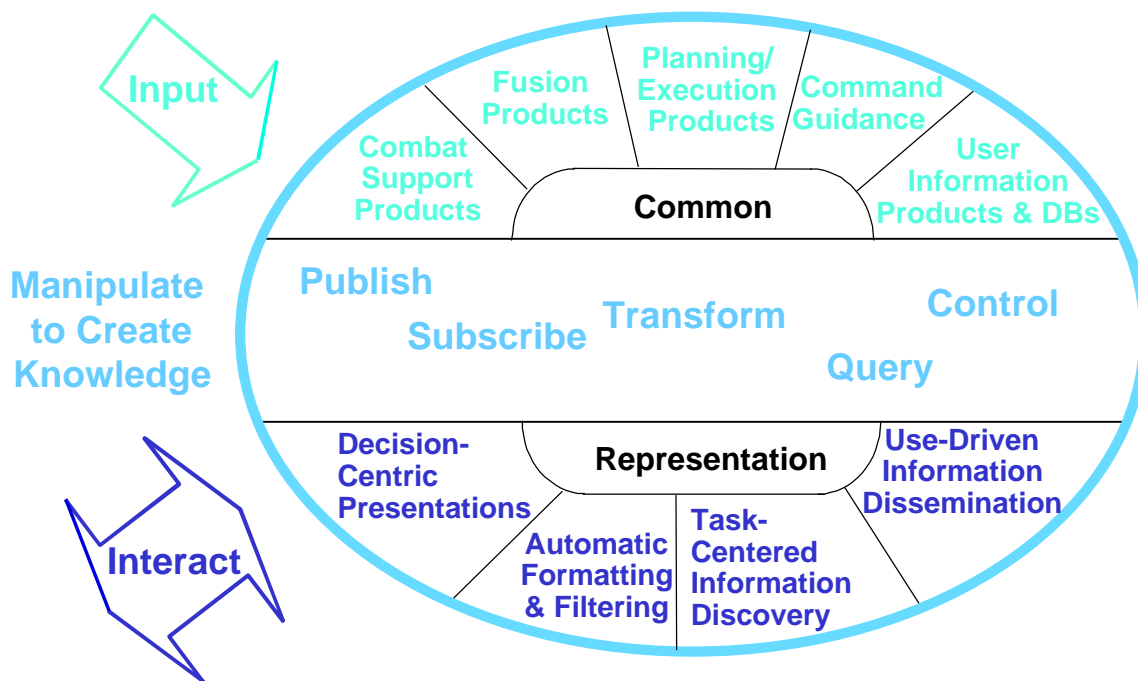 Input
Combat
Support
Products
Fusion
Products
Planning/
Execution
Products
Command
Guidance
User
Information
Products & DBs
Common
Manipulate
to Create
Knowledge
Publish
Subscribe
Transform
Query
Control
Interact
Decision-
Centric
Presentations
Representation
Automatic
Formatting
& Filtering
Task-
Centered
Information
Discovery
Use-Driven
Information
Dissemination